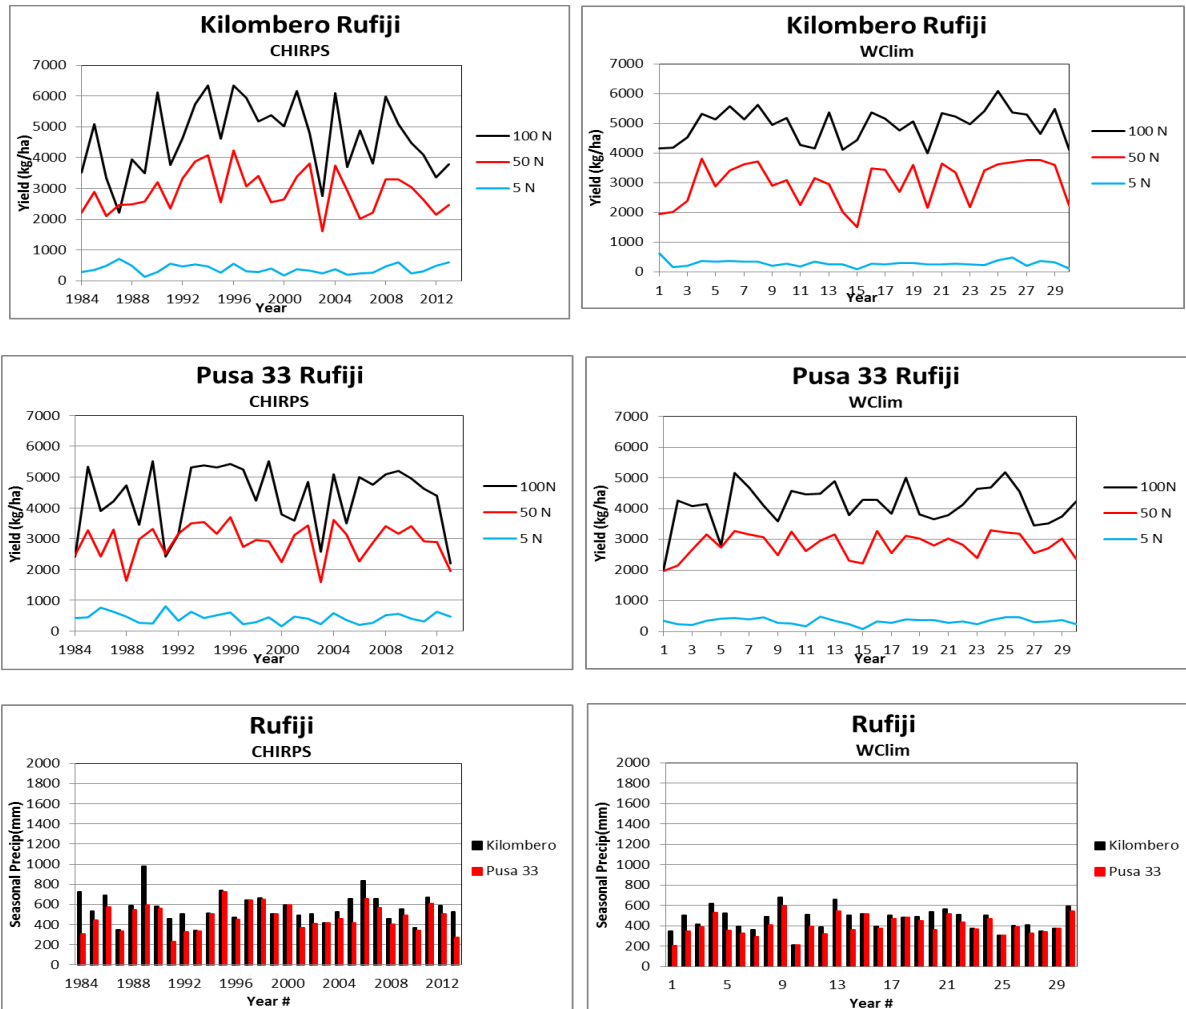 Kilombero Rufiji
CHIRPS
7000
6000
5000
4000
3000
2000
1000
0
Yield (kg/ha)
1984 1988 1992 1996 2000 2004 2008 2012
Year
100 N
50 N
5 N
Kilombero Rufiji
WClim
7000
6000
5000
4000
3000
2000
1000
0
Yield (kg/ha)
1 3 5 7 9 11 13 15 17 19 21 23 25 27 29
Year
100 N
50 N
5 N
Pusa 33 Rufiji
CHIRPS
7000
6000
5000
4000
3000
2000
1000
0
Yield (kg/ha)
1984 1988 1992 1996 2000 2004 2008 2012
Year
100N
50 N
5 N
Pusa 33 Rufiji
WClim
7000
6000
5000
4000
3000
2000
1000
0
Yield (kg/ha)
1 3 5 7 9 11 13 15 17 19 21 23 25 27 29
Year
100N
50 N
5 N
Rufiji
CHIRPS
2000
1800
1600
1400
1200
1000
800
600
400
200
0
Seasonal Precip(mm)
1984 1988 1992 1996 2000 2004 2008 2012
Year #
Kilombero
Pusa 33
Rufiji
WClim
2000
1800
1600
1400
1200
1000
800
600
400
200
0
Seasonal Precip(mm)
1 5 9 13 17 21 25 29
Year #
Kilombero
Pusa 33